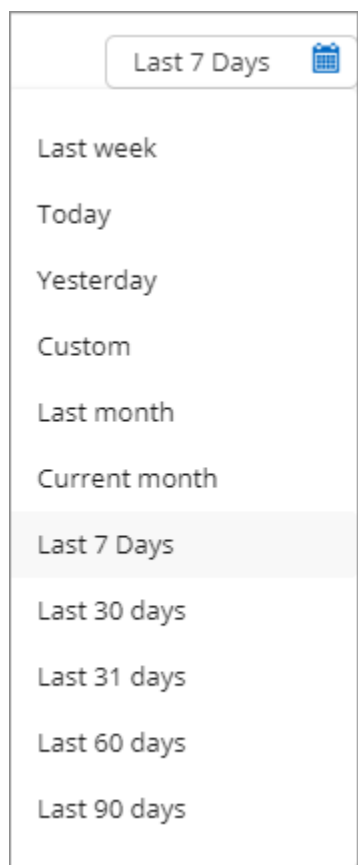 Last 7 Days
Last week
Today
Yesterday
Custom
Last month
Current month
Last 7 Days
Last 30 days
Last 31 days
Last 60 days
Last 90 days